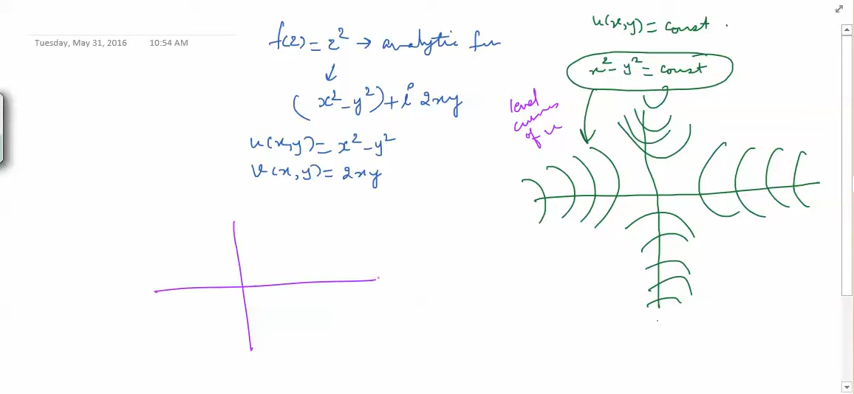 Tuesday, May 31, 2016 10:54 AM
f(z) = z² → analytic fn
(x² - y²) + i 2xy
u(x,y) = x² - y²
v(x,y) = 2xy
u(x,y) = const.
x² - y² = const
level
curves
of u